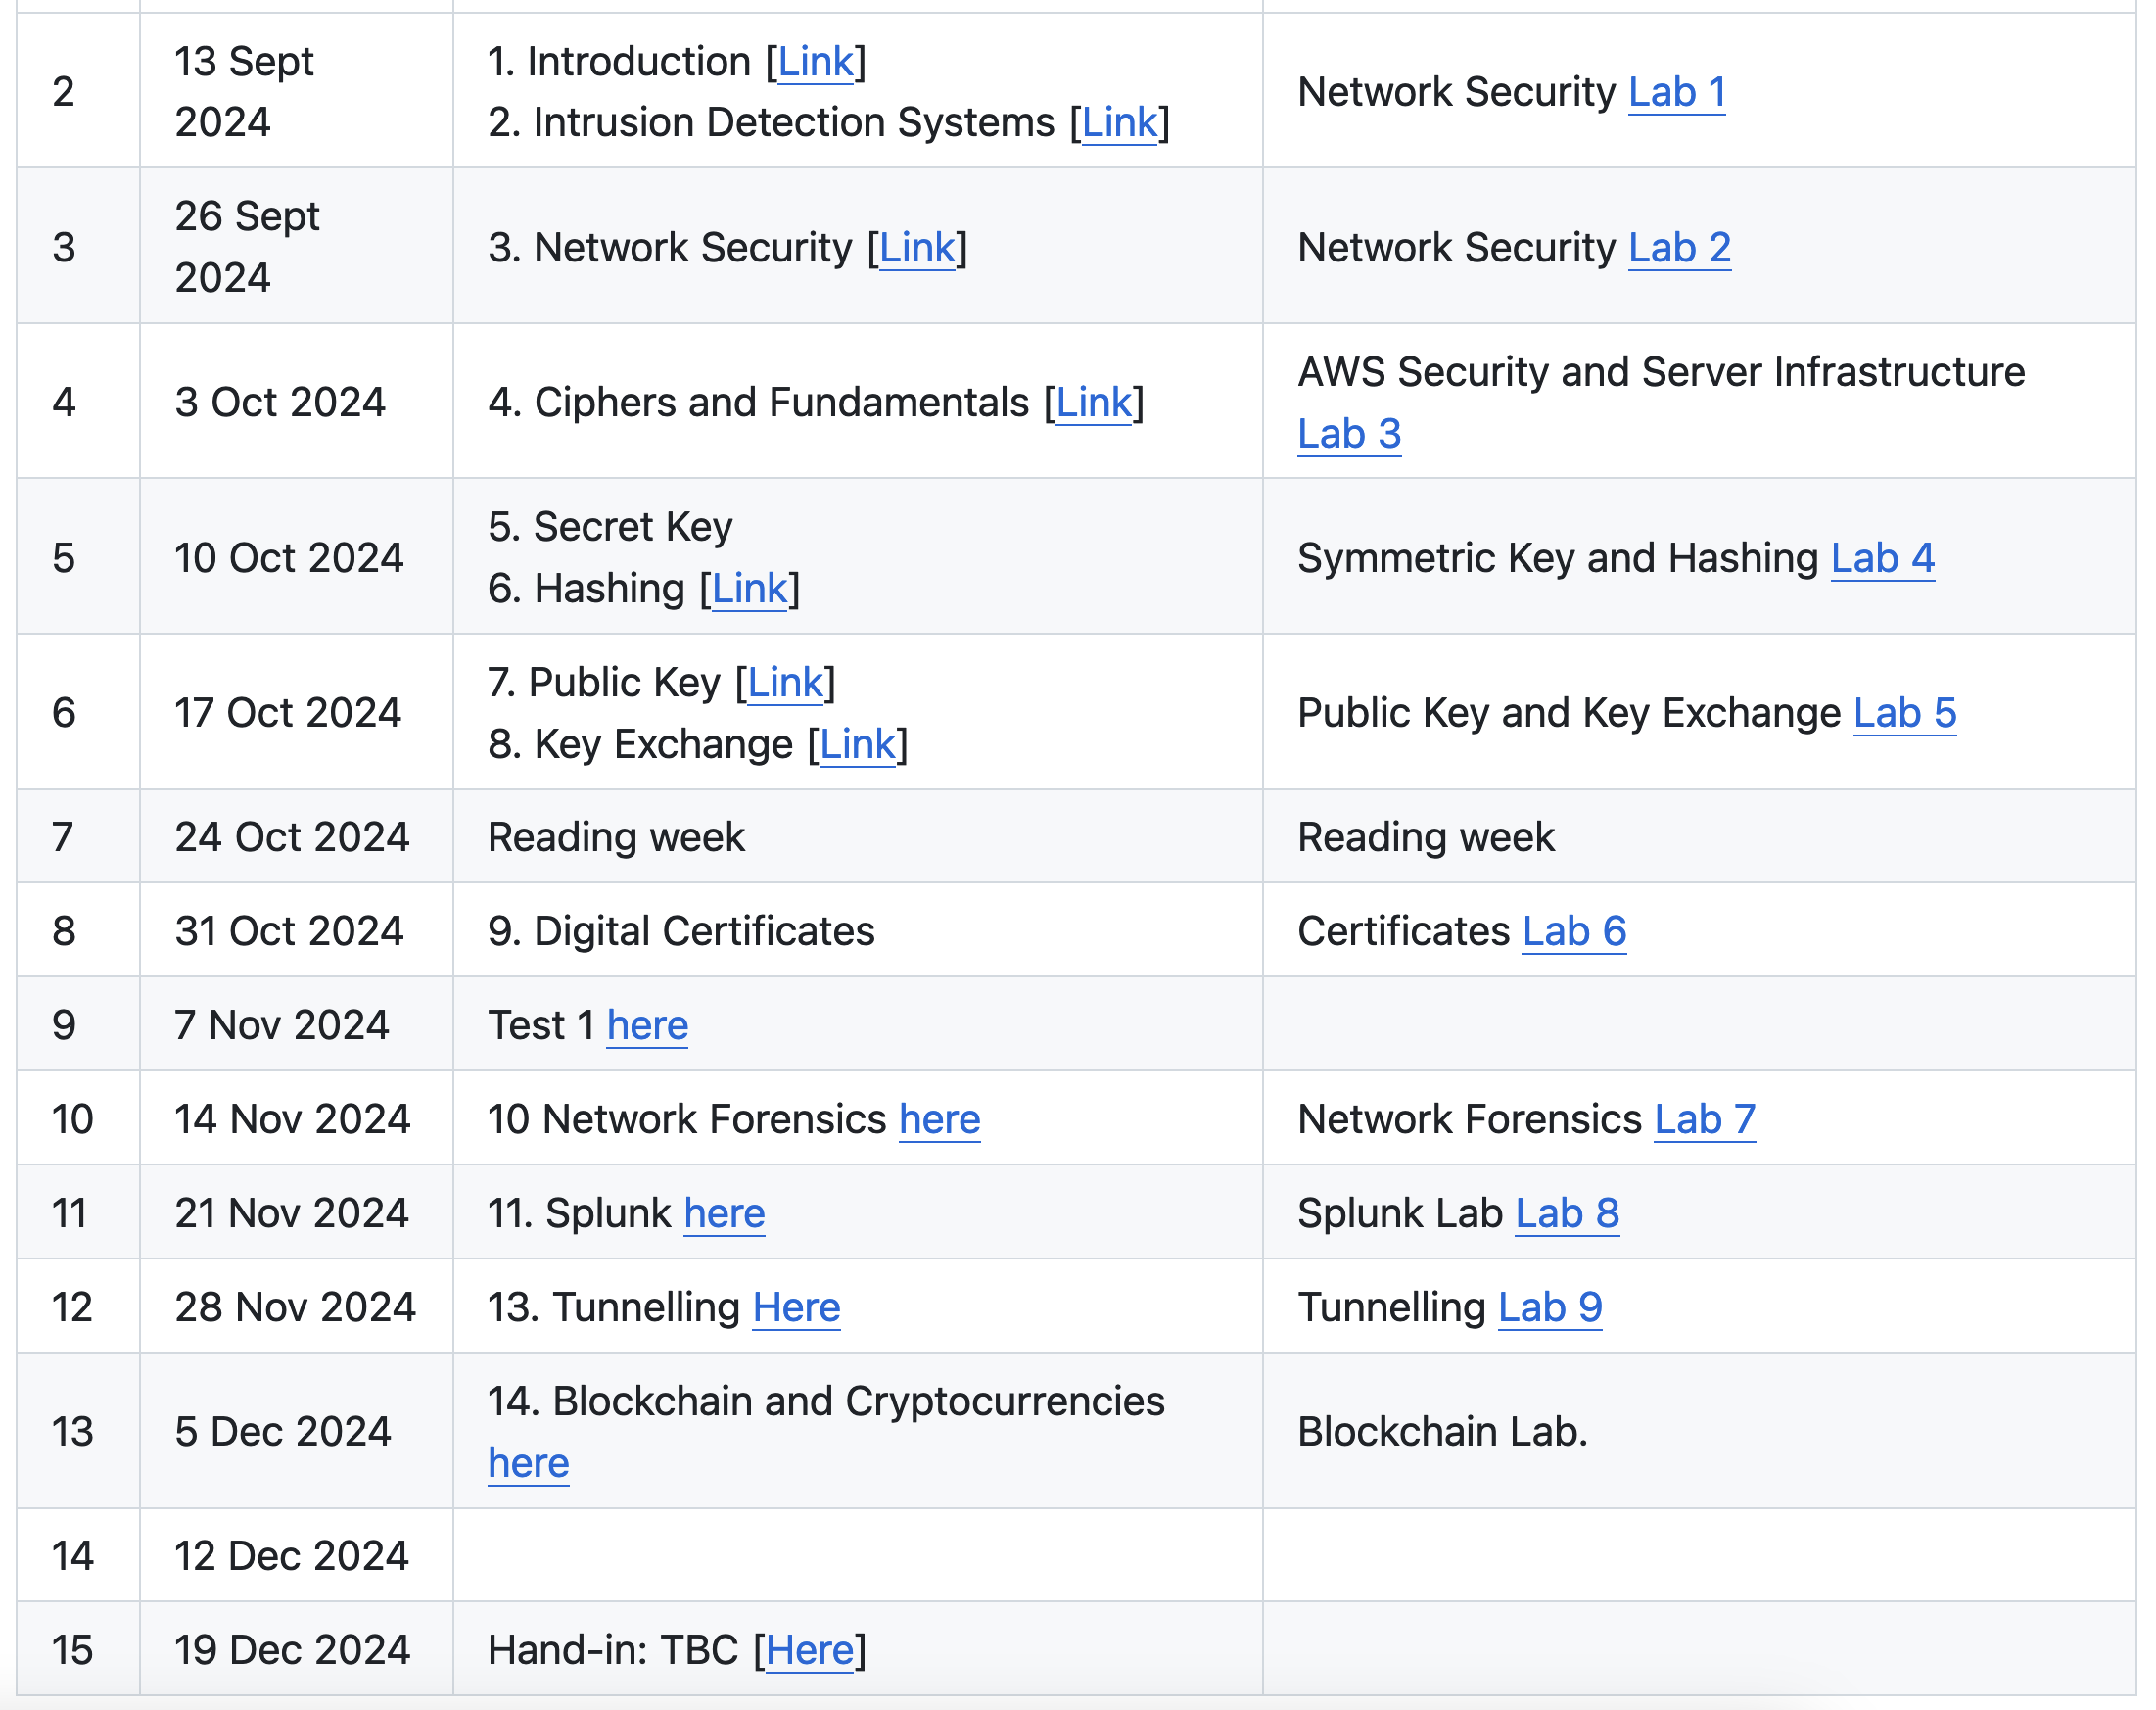 2
13 Sept
2024
1. Introduction [Link]
2. Intrusion Detection Systems [Link]
Network Security Lab 1
3
26 Sept
2024
3. Network Security [Link]
Network Security Lab 2
4
3 Oct 2024
4. Ciphers and Fundamentals [Link]
AWS Security and Server Infrastructure
Lab 3
5
10 Oct 2024
5. Secret Key
6. Hashing [Link]
Symmetric Key and Hashing Lab 4
6
17 Oct 2024
7. Public Key [Link]
8. Key Exchange [Link]
Public Key and Key Exchange Lab 5
7
24 Oct 2024
Reading week
Reading week
8
31 Oct 2024
9. Digital Certificates
Certificates Lab 6
9
7 Nov 2024
Test 1 here
10
14 Nov 2024
10 Network Forensics here
Network Forensics Lab 7
11
21 Nov 2024
11. Splunk here
Splunk Lab Lab 8
12
28 Nov 2024
13. Tunnelling Here
Tunnelling Lab 9
13
5 Dec 2024
14. Blockchain and Cryptocurrencies
here
Blockchain Lab.
14
12 Dec 2024
15
19 Dec 2024
Hand-in: TBC [Here]